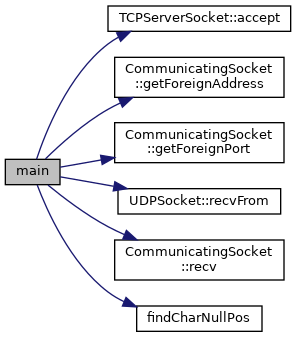 TCPServerSocket::accept
CommunicatingSocket
::getForeignAddress
CommunicatingSocket
::getForeignPort
main
UDPSocket::recvFrom
CommunicatingSocket
::recv
findCharNullPos